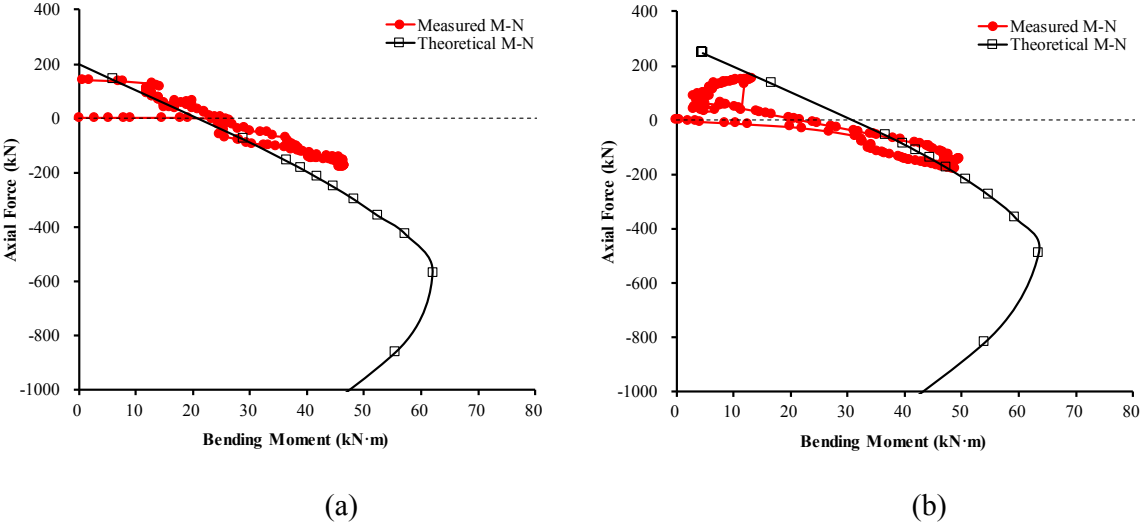 400
200
0
-200
-400
-600
-800
-1000
Axial Force (kN)
Measured M-N
Theoretical M-N
0 10 20 30 40 50 60 70 80
Bending Moment (kN·m)
(a)
400
200
0
-200
-400
-600
-800
-1000
Axial Force (kN)
Measured M-N
Theoretical M-N
0 10 20 30 40 50 60 70 80
Bending Moment (kN·m)
(b)